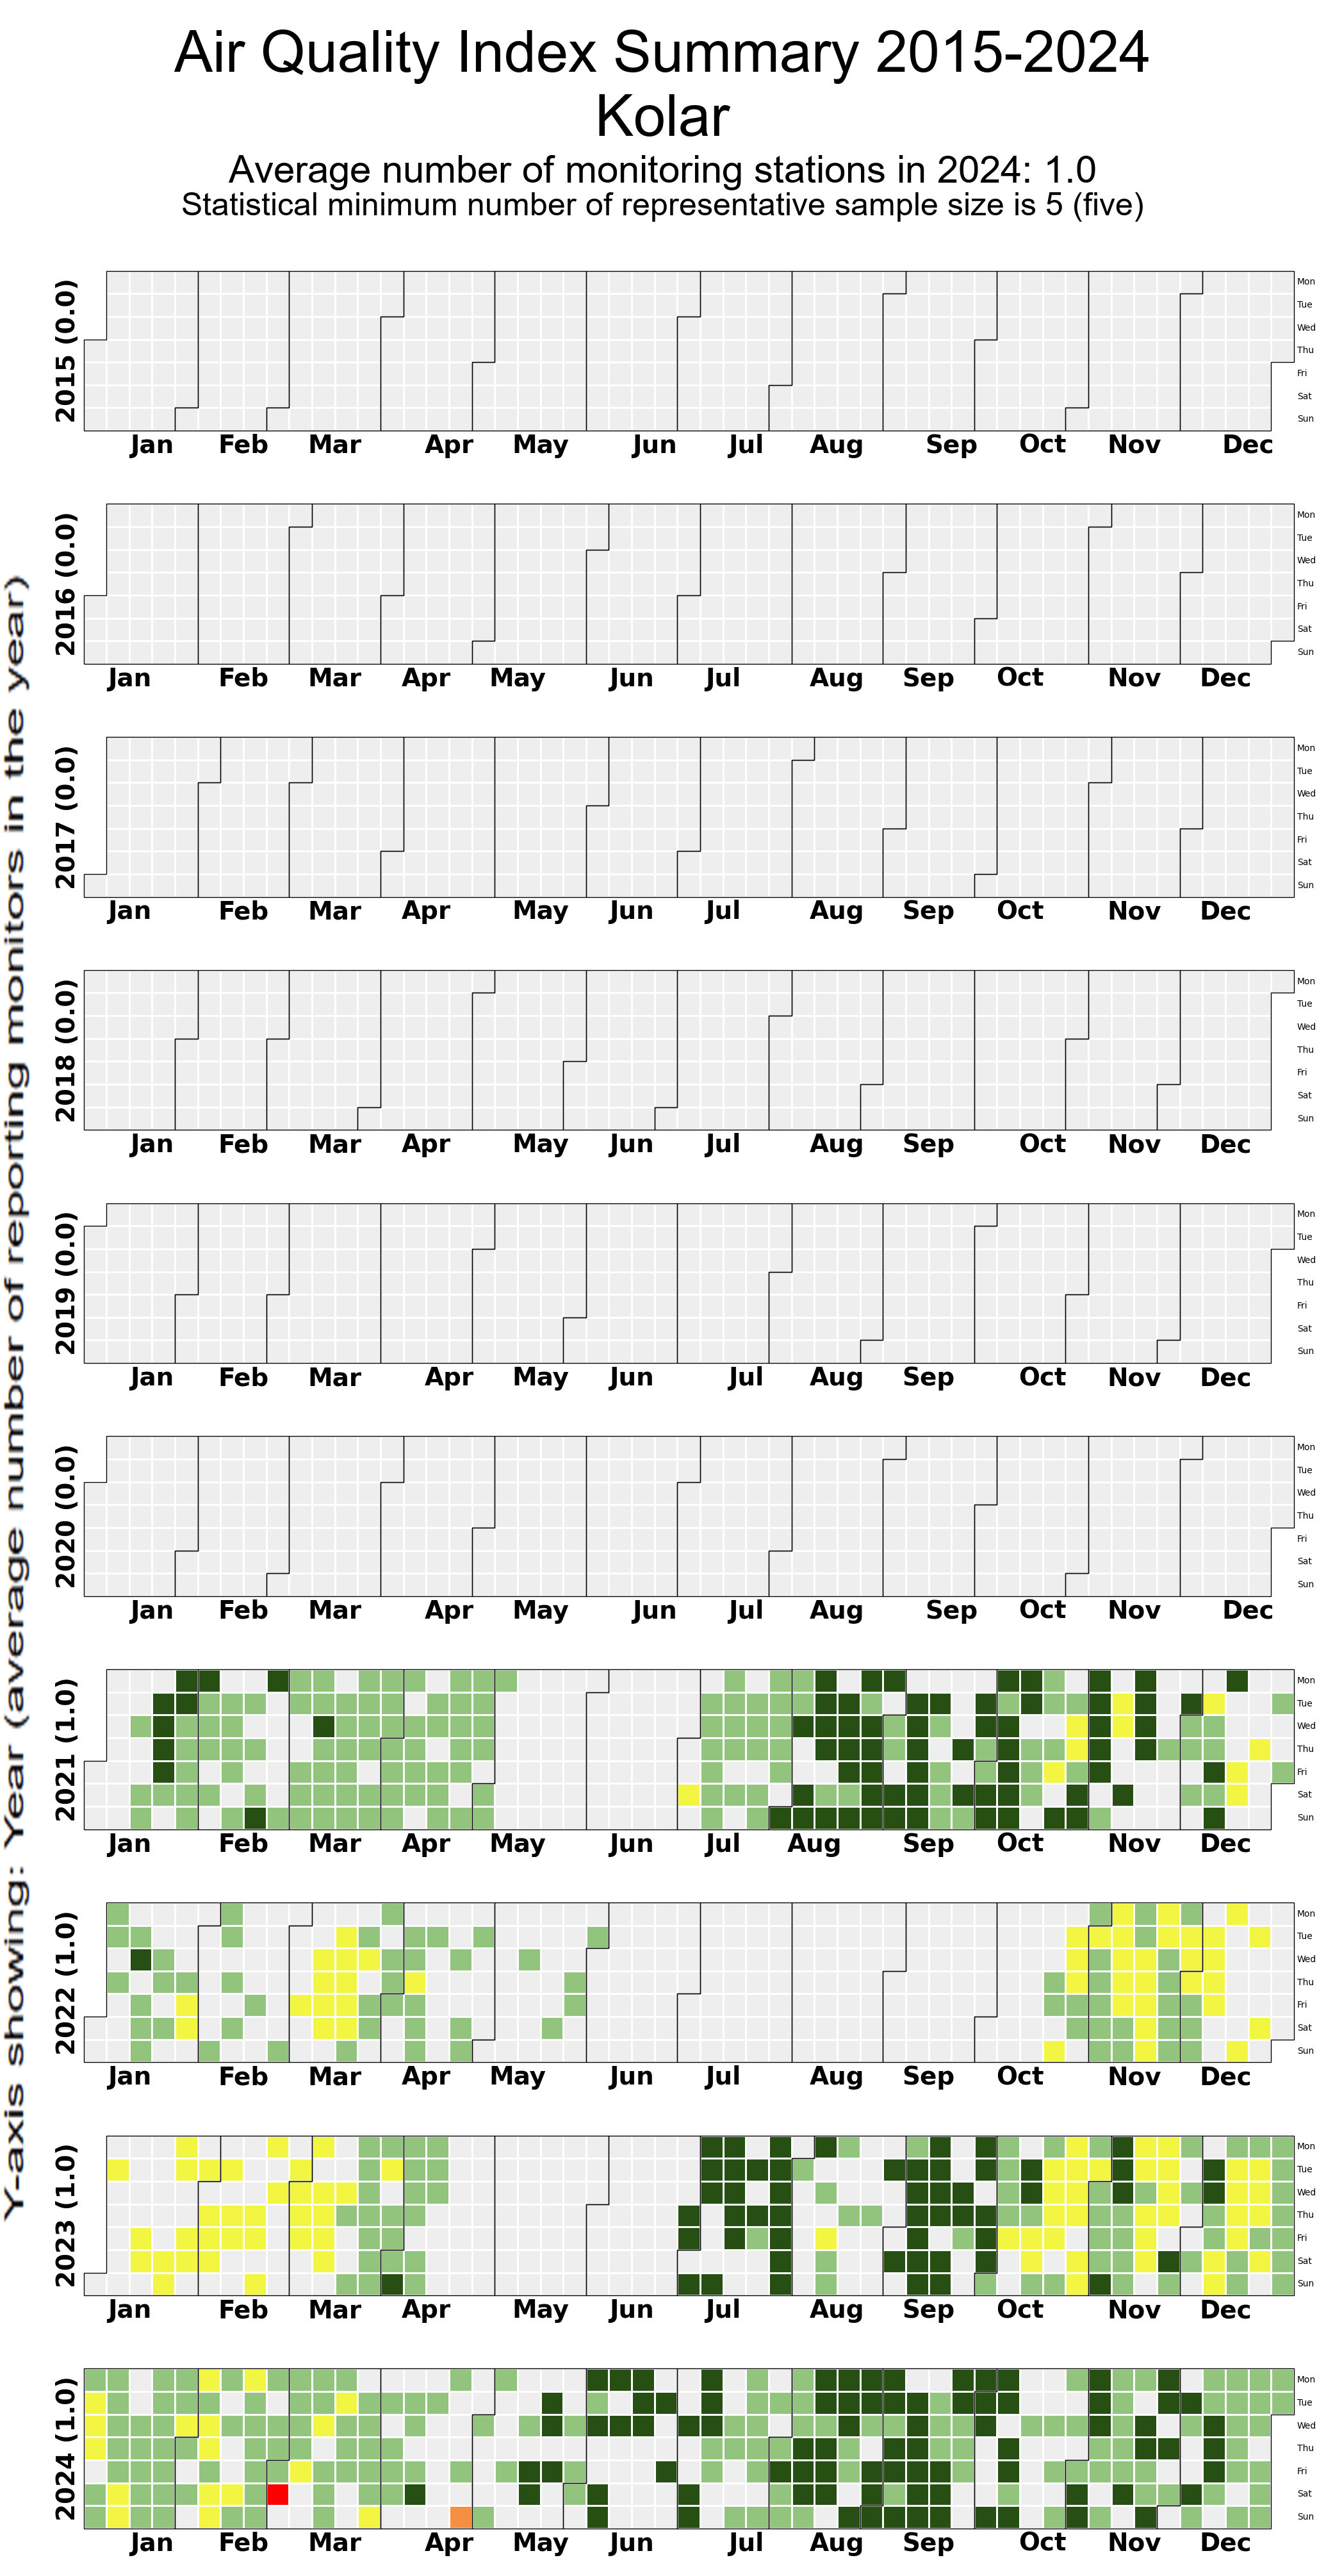 Air Quality Index Summary 2015-2024
Kolar
Average number of monitoring stations in 2024: 1.0
Statistical minimum number of representative sample size is 5 (five)
Y-axis showing: Year (average number of reporting monitors in the year)
2015 (0.0)
Mon
Tue
Wed
Thu
Fri
Sat
Sun
Jan Feb Mar Apr May Jun Jul Aug Sep Oct Nov Dec
2016 (0.0)
Mon
Tue
Wed
Thu
Fri
Sat
Sun
Jan Feb Mar Apr May Jun Jul Aug Sep Oct Nov Dec
2017 (0.0)
Mon
Tue
Wed
Thu
Fri
Sat
Sun
Jan Feb Mar Apr May Jun Jul Aug Sep Oct Nov Dec
2018 (0.0)
Mon
Tue
Wed
Thu
Fri
Sat
Sun
Jan Feb Mar Apr May Jun Jul Aug Sep Oct Nov Dec
2019 (0.0)
Mon
Tue
Wed
Thu
Fri
Sat
Sun
Jan Feb Mar Apr May Jun Jul Aug Sep Oct Nov Dec
2020 (0.0)
Mon
Tue
Wed
Thu
Fri
Sat
Sun
Jan Feb Mar Apr May Jun Jul Aug Sep Oct Nov Dec
2021 (1.0)
Mon
Tue
Wed
Thu
Fri
Sat
Sun
Jan Feb Mar Apr May Jun Jul Aug Sep Oct Nov Dec
2022 (1.0)
Mon
Tue
Wed
Thu
Fri
Sat
Sun
Jan Feb Mar Apr May Jun Jul Aug Sep Oct Nov Dec
2023 (1.0)
Mon
Tue
Wed
Thu
Fri
Sat
Sun
Jan Feb Mar Apr May Jun Jul Aug Sep Oct Nov Dec
2024 (1.0)
Mon
Tue
Wed
Thu
Fri
Sat
Sun
Jan Feb Mar Apr May Jun Jul Aug Sep Oct Nov Dec